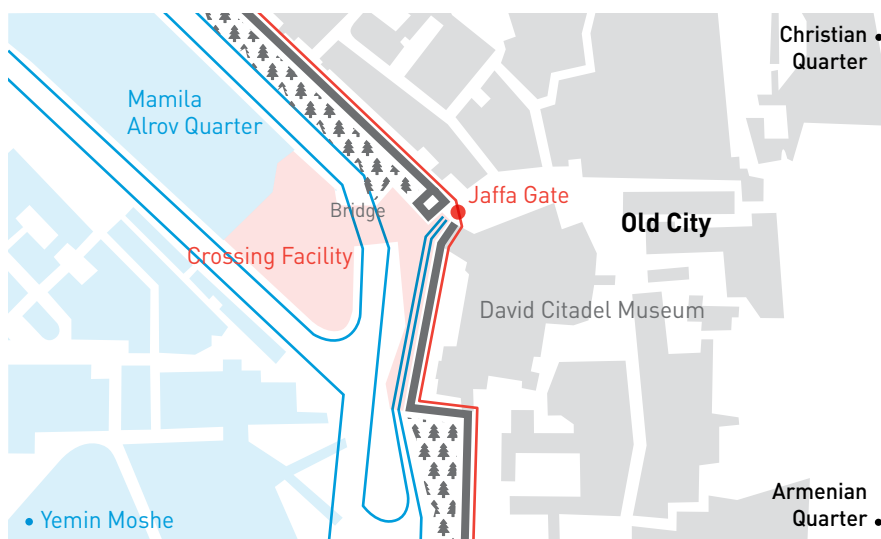 Christian
Quarter
Mamila
Alrov Quarter
Jaffa Gate
Bridge
Old City
Crossing Facility
David Citadel Museum
Armenian
Quarter
Yemin Moshe